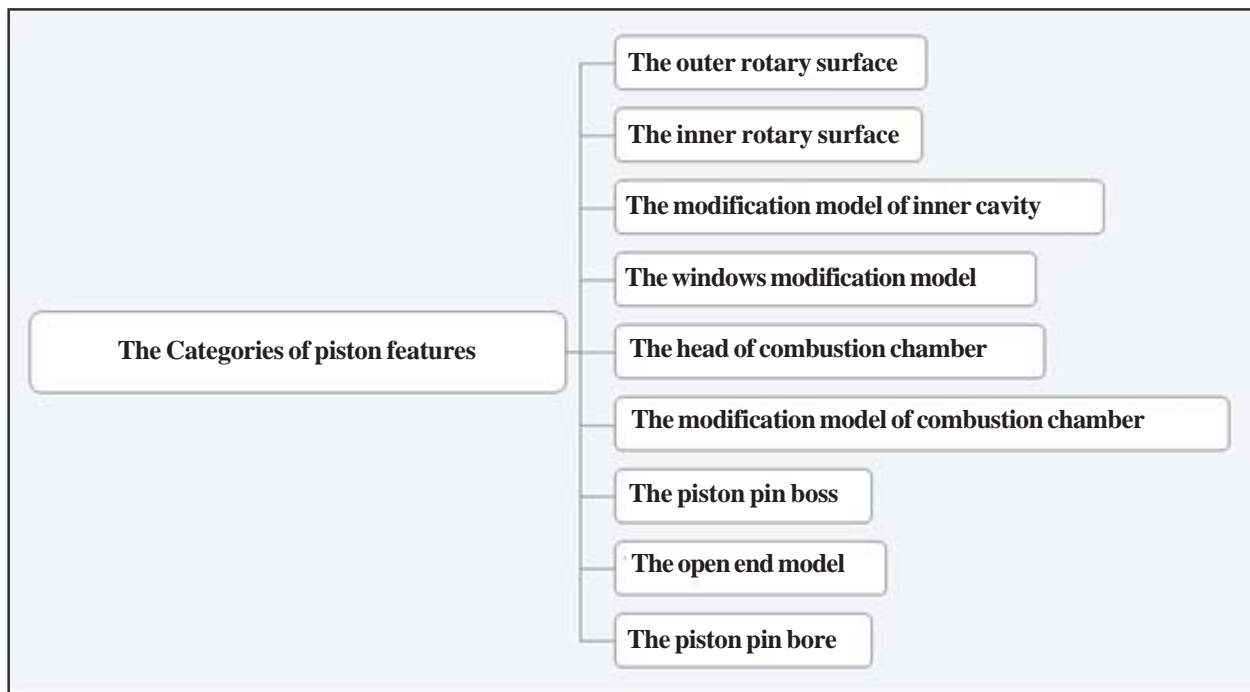 The outer rotary surface
The inner rotary surface
The modification model of inner cavity
The windows modification model
The Categories of piston features
The head of combustion chamber
The modification model of combustion chamber
The piston pin boss
The open end model
The piston pin bore